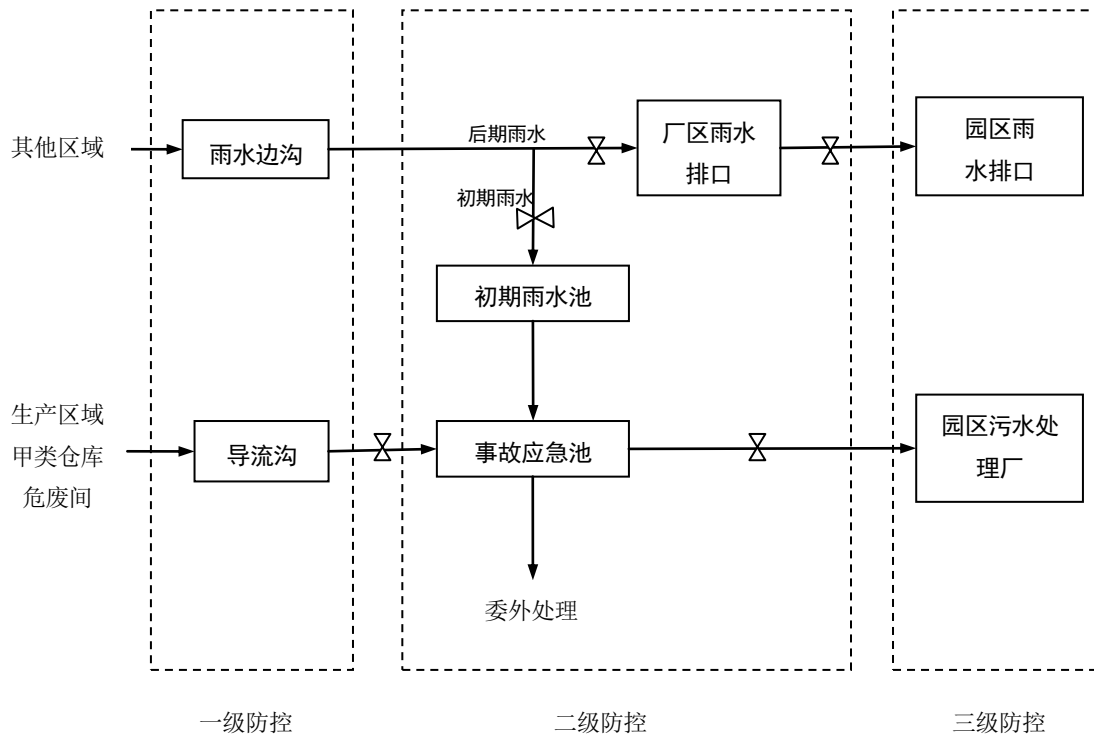 其他区域
雨水边沟
后期雨水
厂区雨水
排口
园区雨
水排口
初期雨水
初期雨水池
生产区域
甲类仓库
危废间
导流沟
事故应急池
园区污水处
理厂
委外处理
一级防控
二级防控
三级防控